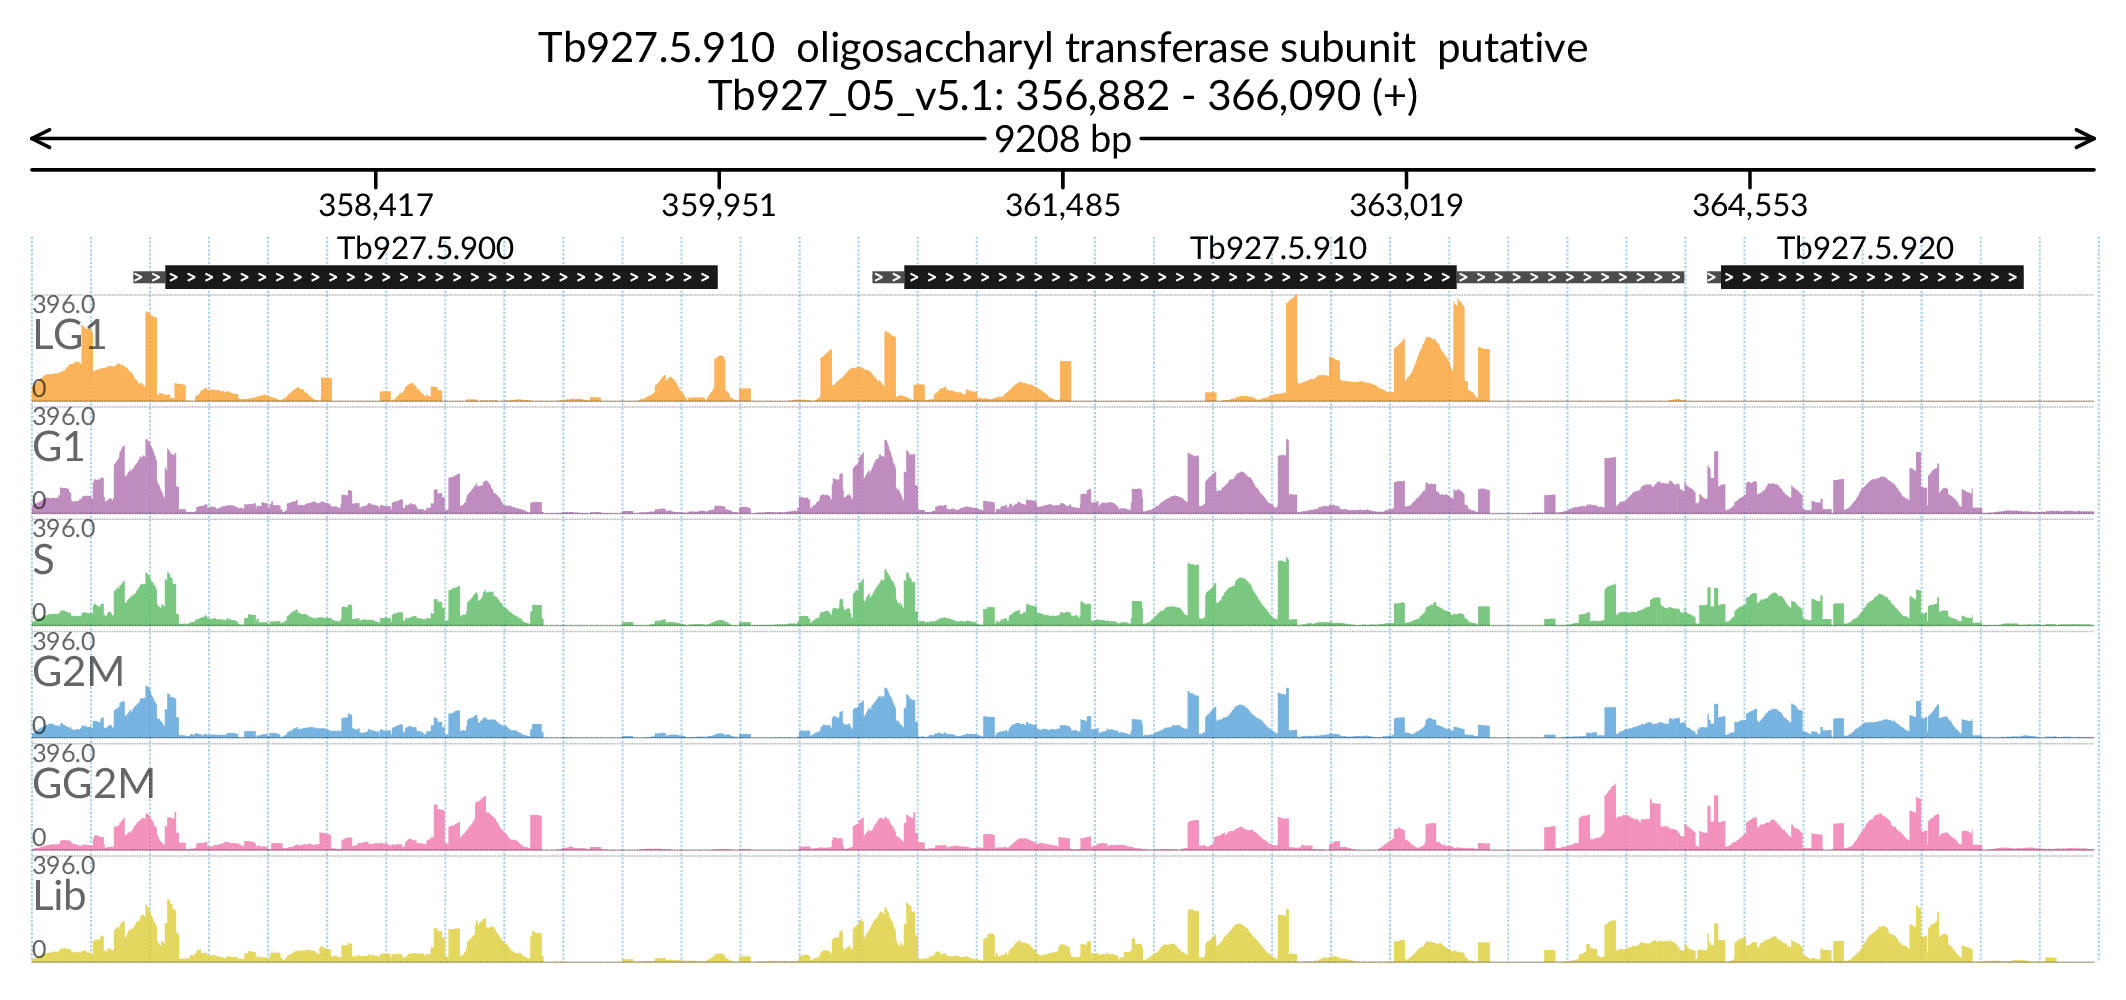 Tb927.5.910  oligosaccharyl transferase subunit  putative
Tb927_05_v5.1: 356,882 - 366,090 (+)
9208 bp
358,417 359,951 361,485 363,019 364,553
Tb927.5.900 Tb927.5.910 Tb927.5.920
396.0
LG1
0
396.0
G1
0
396.0
S
0
396.0
G2M
0
396.0
GG2M
0
396.0
Lib
0